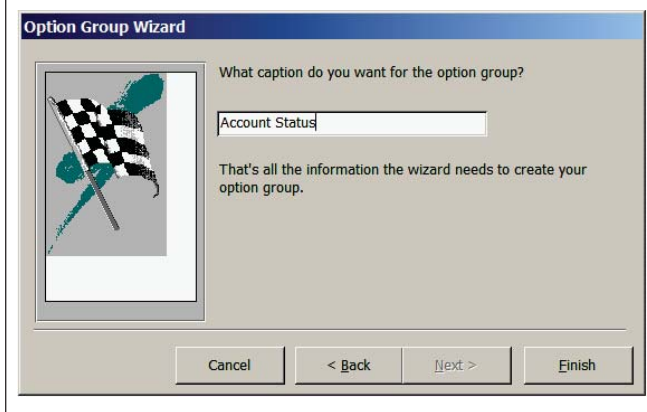 Option Group Wizard
What caption do you want for the option group?
Account Status
That's all the information the wizard needs to create your
option group.
Cancel
< Back
Next >
Finish